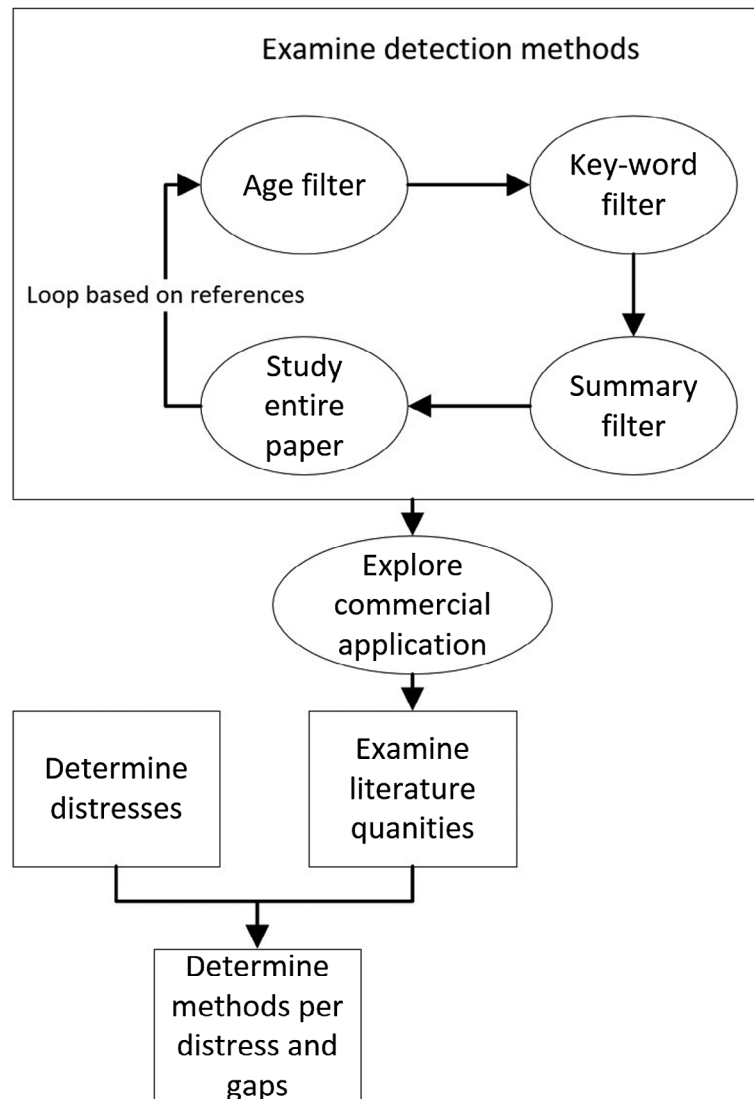 Examine detection methods
Age filter
Key-word
filter
Loop based on references
Study
entire
paper
Summary
filter
Explore
commercial
application
Determine
distresses
Examine
literature
quanities
Determine
methods per
distress and
gaps